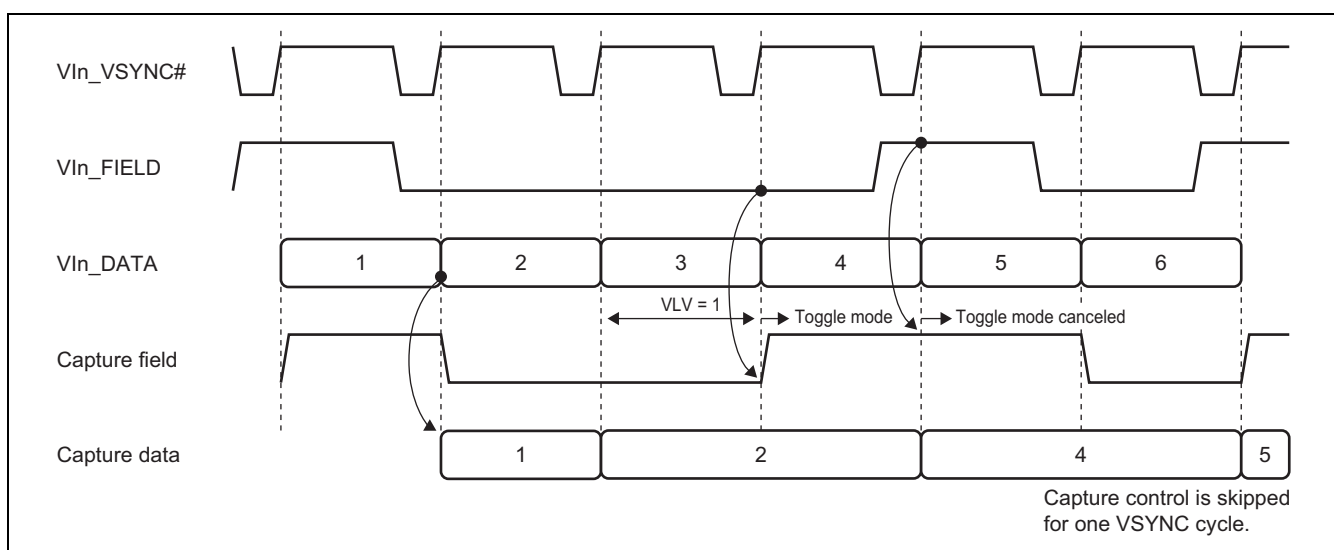 VIn_VSYNC#
VIn_FIELD
VIn_DATA
1 2 3 4 5 6
VLV = 1
Toggle mode
Toggle mode canceled
Capture field
Capture data
1 2 4 5
Capture control is skipped
for one VSYNC cycle.